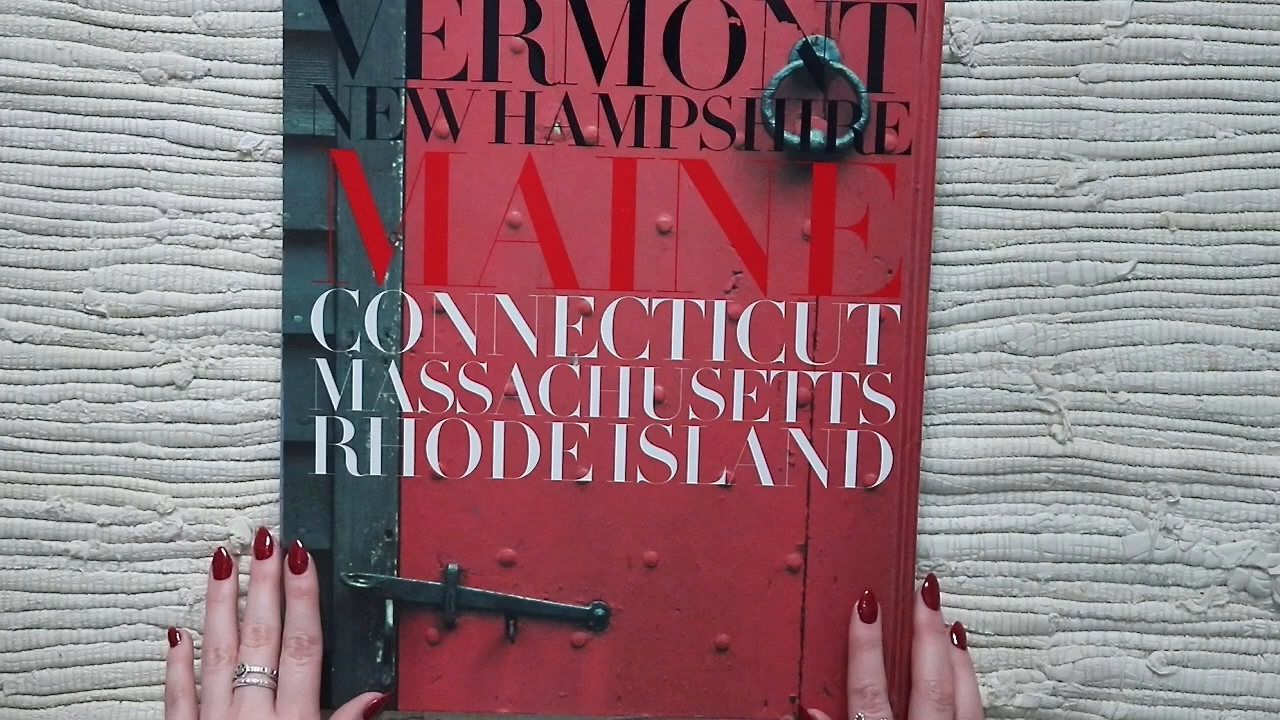 VERMONT
NEW HAMPSHIRE
MAINE
CONNECTICUT
MASSACHUSETTS
RHODE ISLAND